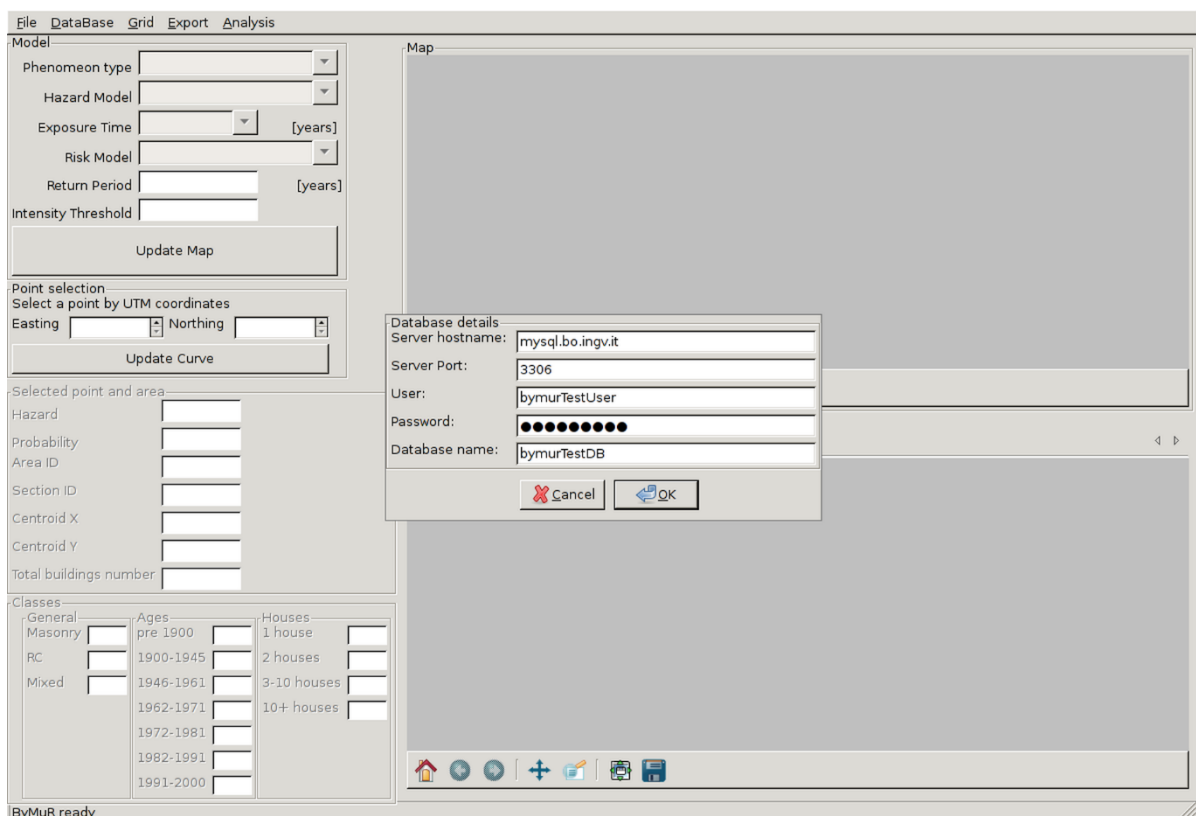 File DataBase Grid Export Analysis
Model
Phenomeon type
Hazard Model
Exposure Time [years]
Risk Model
Return Period [years]
Intensity Threshold
Update Map
Point selection
Select a point by UTM coordinates
Easting Northing
Update Curve
Selected point and area
Hazard
Probability
Area ID
Section ID
Centroid X
Centroid Y
Total buildings number
Classes
General
Masonry
RC
Mixed
Ages
pre 1900
1900-1945
1946-1961
1962-1971
1972-1981
1982-1991
1991-2000
Houses
1 house
2 houses
3-10 houses
10+ houses
Map
Database details
Server hostname: mysql.bo.ingv.it
Server Port: 3306
User: bymurTestUser
Password: ●●●●●●●●●
Database name: bymurTestDB
Cancel OK
ByMuR ready